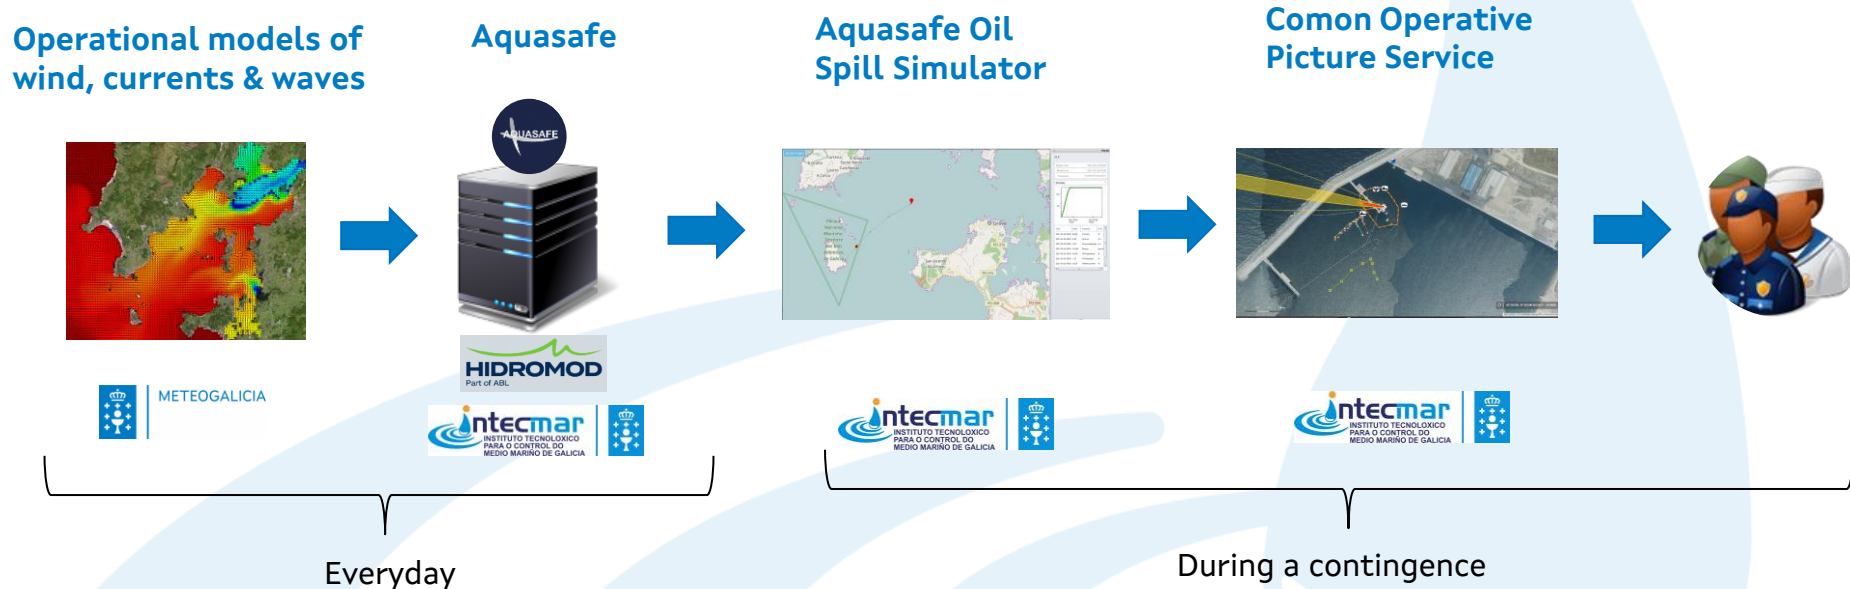 Operational models of
wind, currents & waves
Aquasafe
Aquasafe Oil
Spill Simulator
Comon Operative
Picture Service
AQUASAFE
HIDROMOD
Part of ABL
METEOGALICIA
intecmar
INSTITUTO TECNOLOXICO
PARA O CONTROL DO
MEDIO MARIÑO DE GALICIA
intecmar
INSTITUTO TECNOLOXICO
PARA O CONTROL DO
MEDIO MARIÑO DE GALICIA
intecmar
INSTITUTO TECNOLOXICO
PARA O CONTROL DO
MEDIO MARIÑO DE GALICIA
Everyday
During a contingence